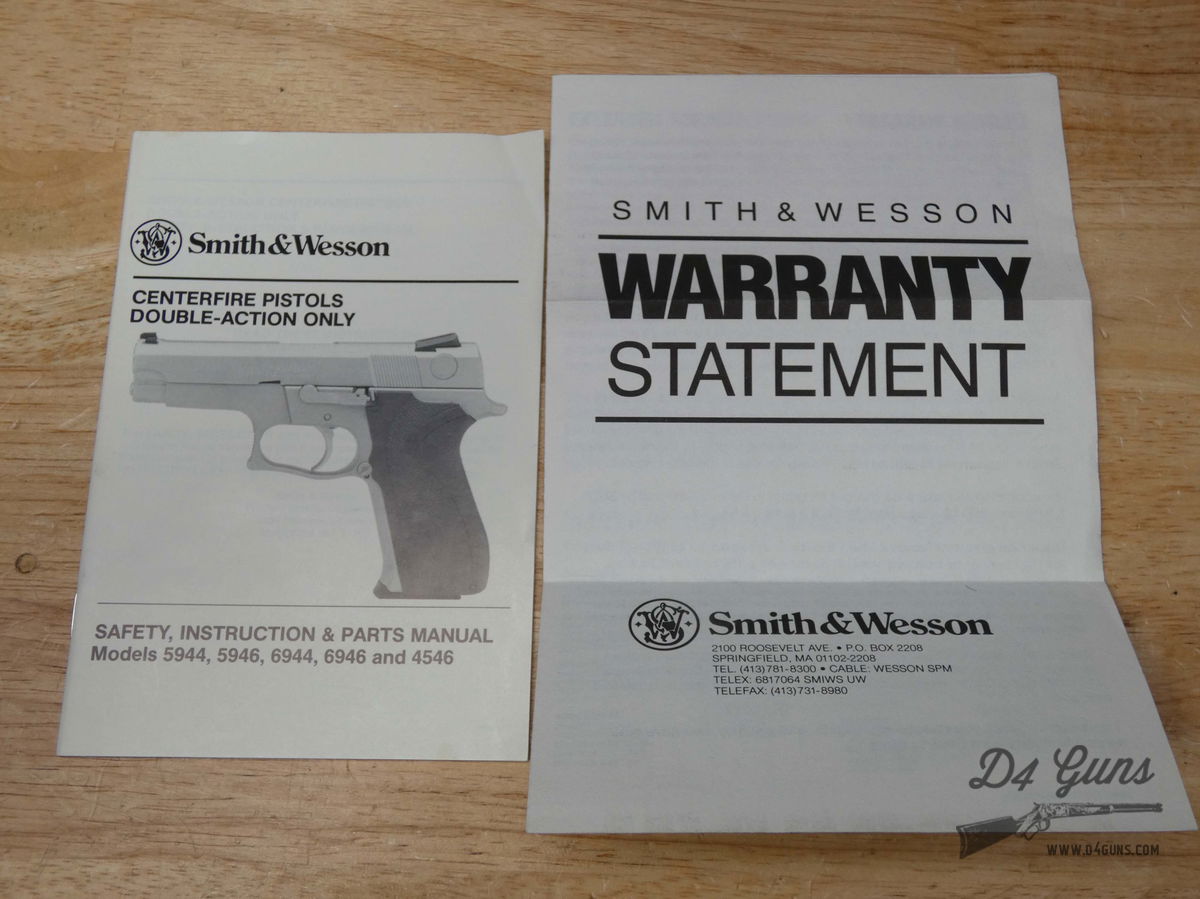 Smith & Wesson
CENTERFIRE PISTOLS
DOUBLE-ACTION ONLY
SAFETY, INSTRUCTION & PARTS MANUAL
Models 5944, 5946, 6944, 6946 and 4546
SMITH & WESSON
WARRANTY
STATEMENT
Smith & Wesson
2100 ROOSEVELT AVE. • P.O. BOX 2208
SPRINGFIELD, MA 01102-2208
TEL. (413) 781-8300 • CABLE: WESSON SPM
TELEX: 6817064 SMIWS UW
TELEFAX: (413) 731-8980
D4 Guns
WWW.D4GUNS.COM